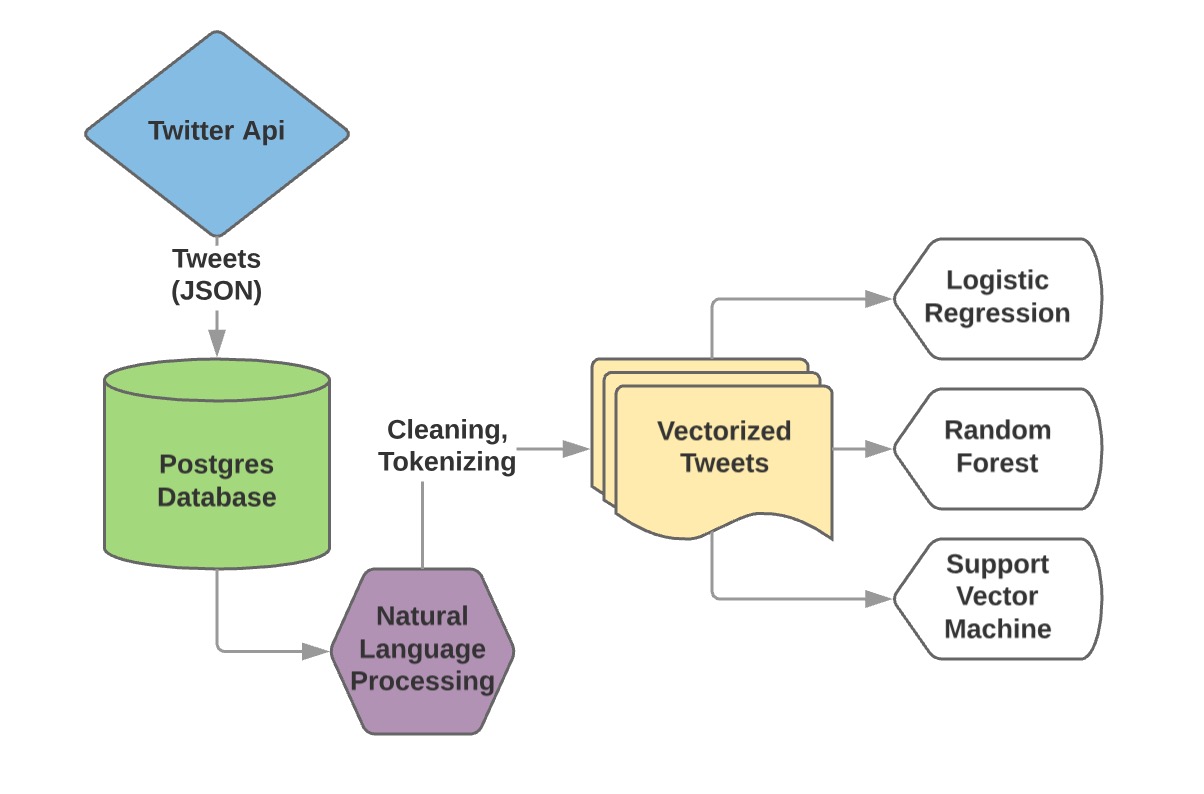 Twitter Api
Tweets
(JSON)
Postgres
Database
Natural
Language
Processing
Cleaning,
Tokenizing
Vectorized
Tweets
Logistic
Regression
Random
Forest
Support
Vector
Machine